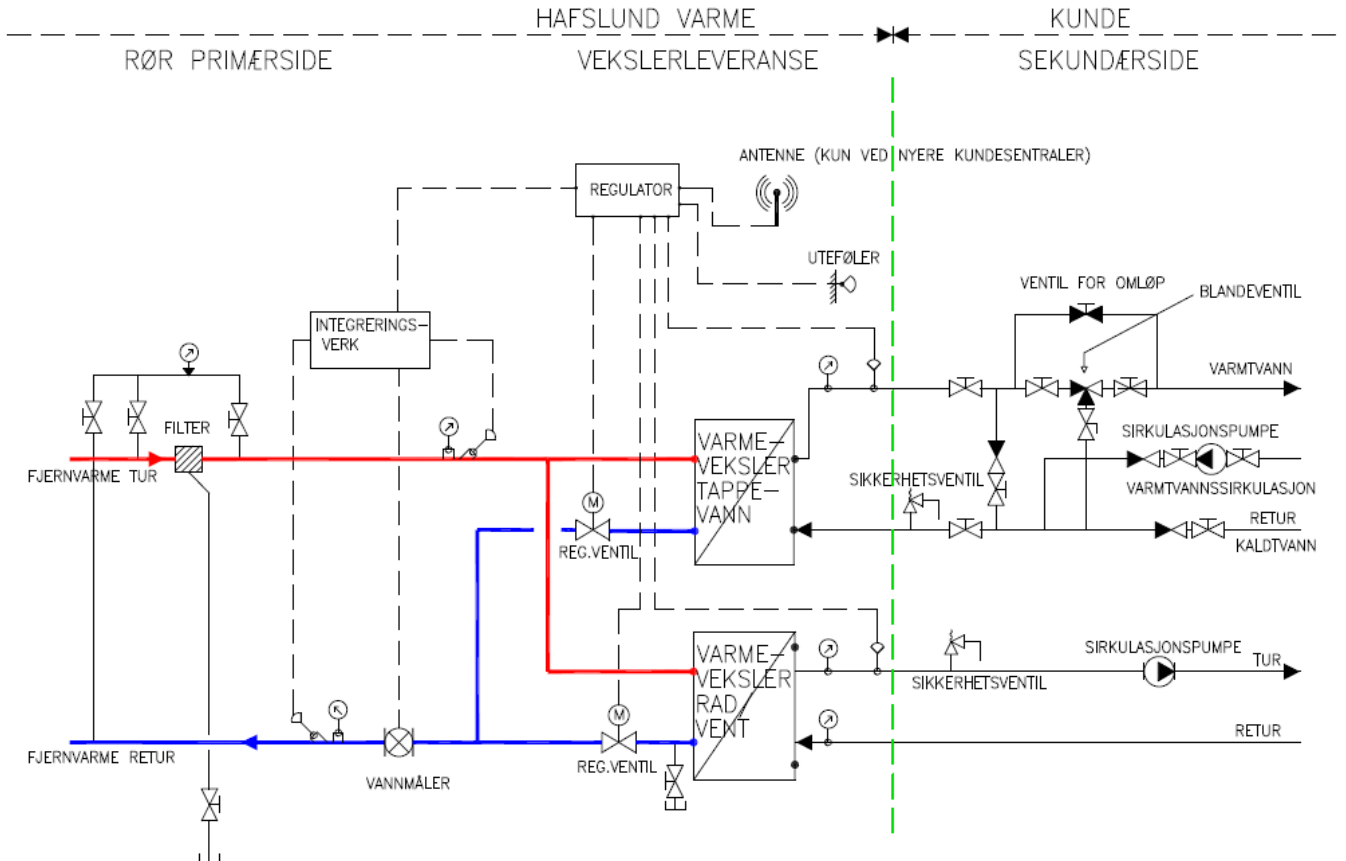 HAFSLUND VARME
KUNDE
RØR PRIMÆRSIDE
VEKSLERLEVERANSE
SEKUNDÆRSIDE
ANTENNE (KUN VED NYERE KUNDESENTRALER)
REGULATOR
UTEFØLER
VENTIL FOR OMLØP
BLANDEVENTIL
INTEGRERINGS-
VERK
VARMTVANN
FILTER
FJERNVARME TUR
VARME-
VEKSLER
TAPPE-
VANN
SIRKULASJONSPUMPE
SIKKERHETSVENTIL
VARMTVANNSSIRKULASJON
M
REG.VENTIL
RETUR
KALDTVANN
VARME-
VEKSLER
RAD
VENT
SIRKULASJONSPUMPE
TUR
SIKKERHETSVENTIL
M
REG.VENTIL
RETUR
FJERNVARME RETUR
VANNMÅLER